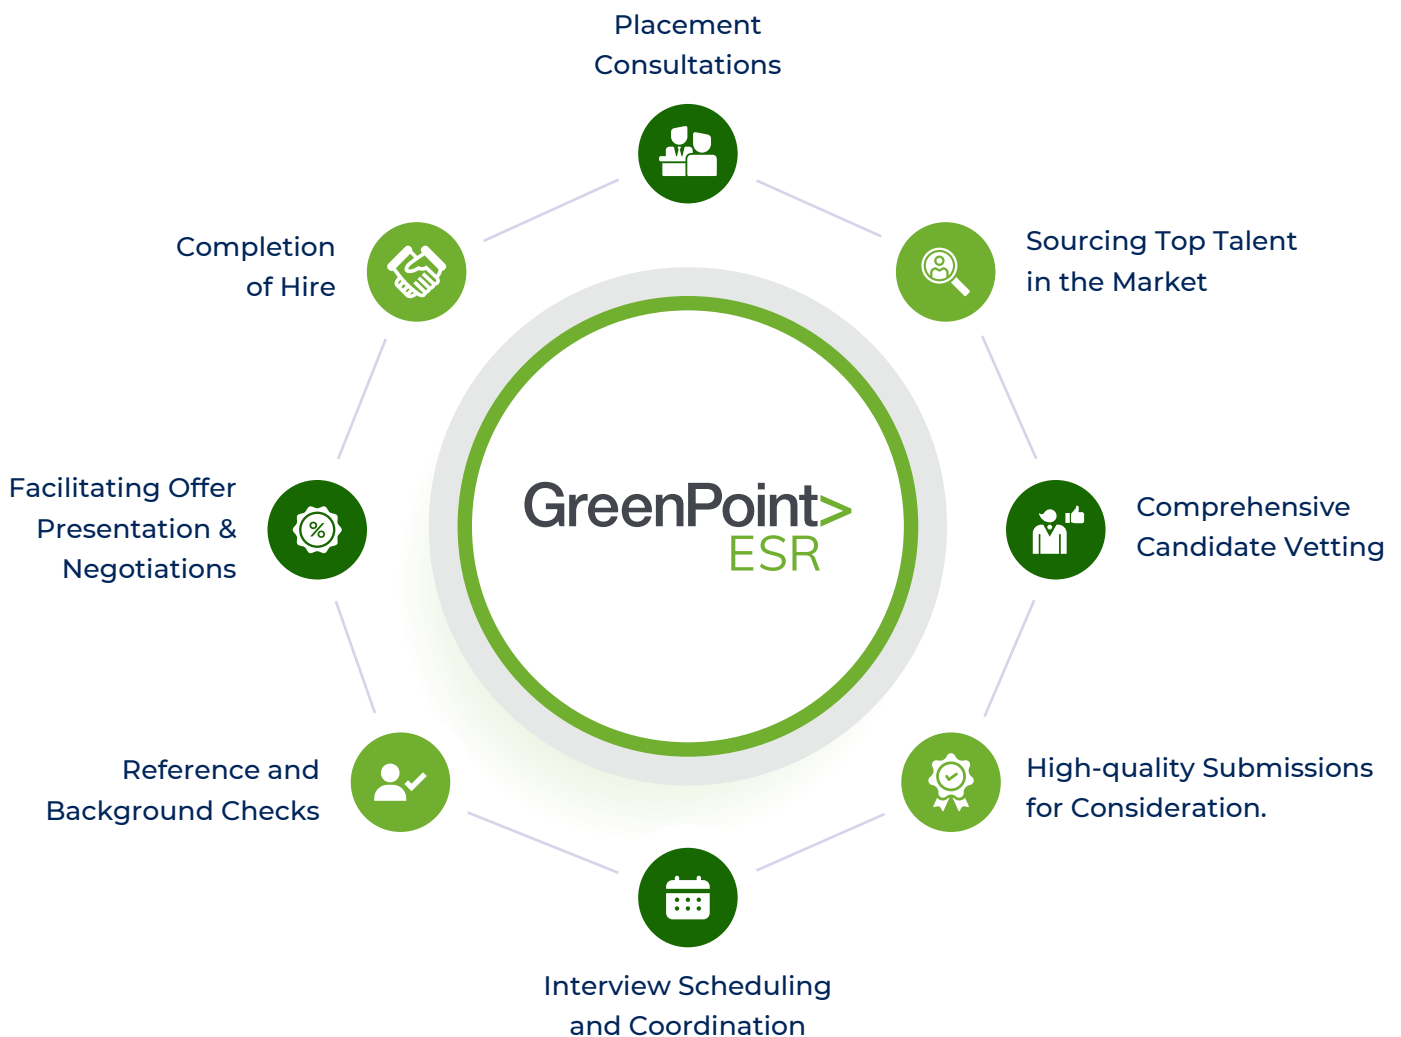 Placement
Consultations
Sourcing Top Talent
in the Market
Comprehensive
Candidate Vetting
High-quality Submissions
for Consideration.
Interview Scheduling
and Coordination
Reference and
Background Checks
Facilitating Offer
Presentation &
Negotiations
%
Completion
of Hire
GreenPoint>
ESR